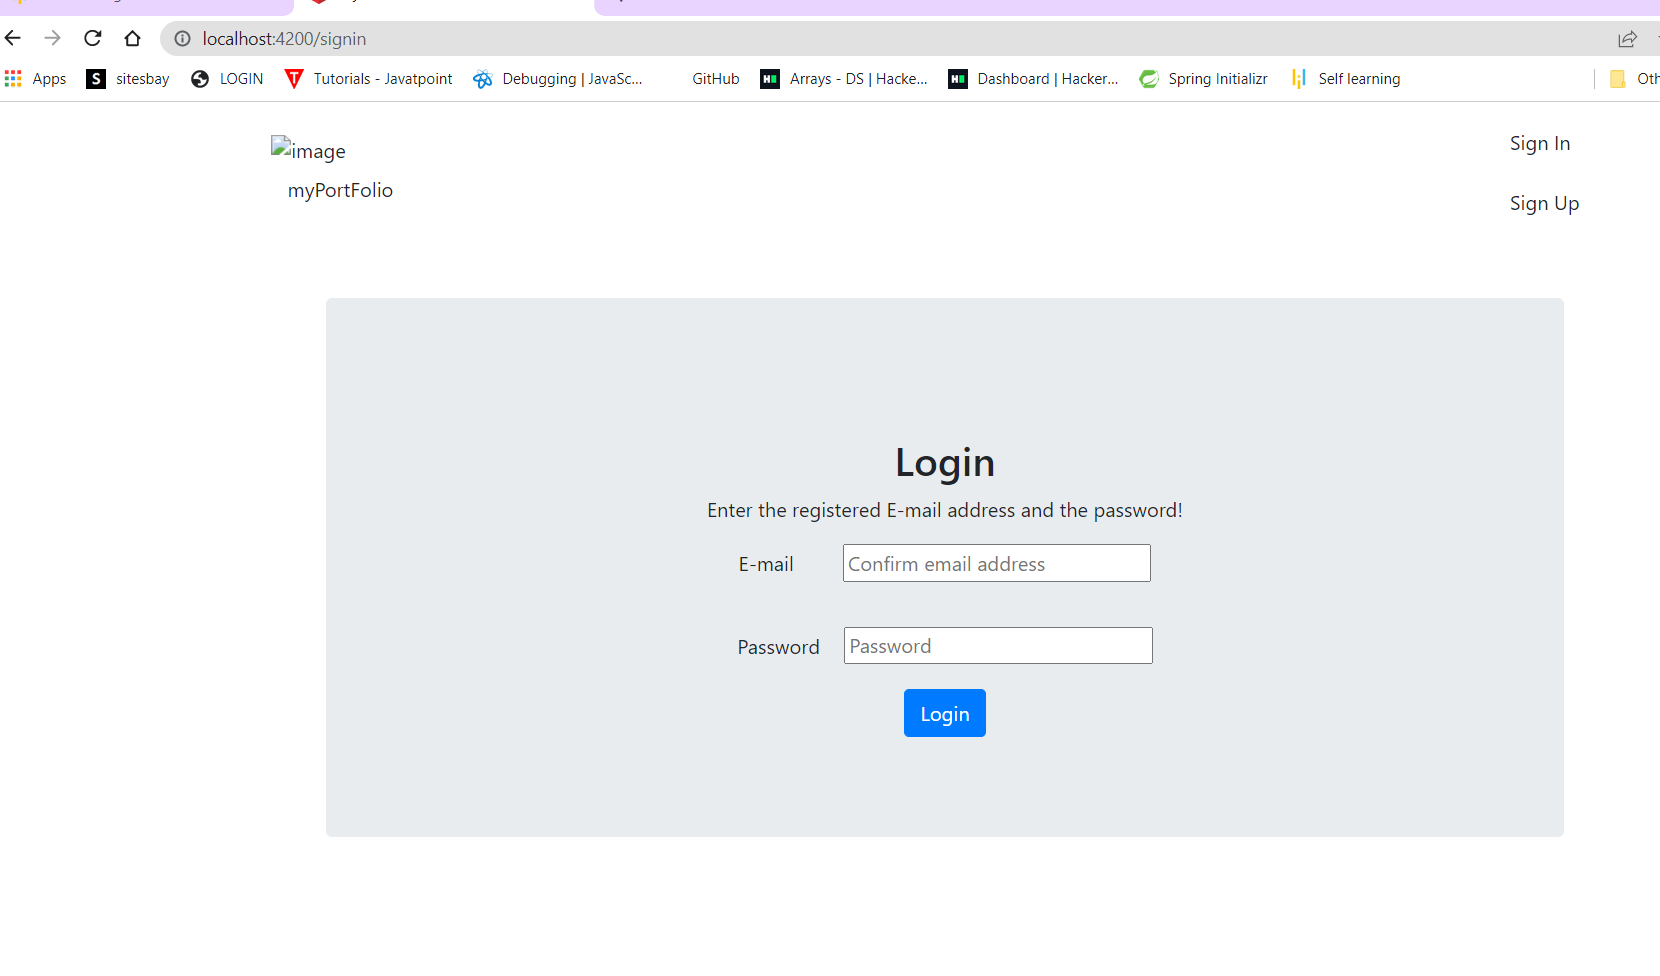 localhost:4200/signin
Apps S sitesbay LOGIN T Tutorials - Javatpoint Debugging | JavaSc... GitHub H Arrays - DS | Hacke... H Dashboard | Hacker... Spring Initializr Self learning Oth
image
Sign In
myPortFolio
Sign Up
Login
Enter the registered E-mail address and the password!
E-mail Confirm email address
Password Password
Login